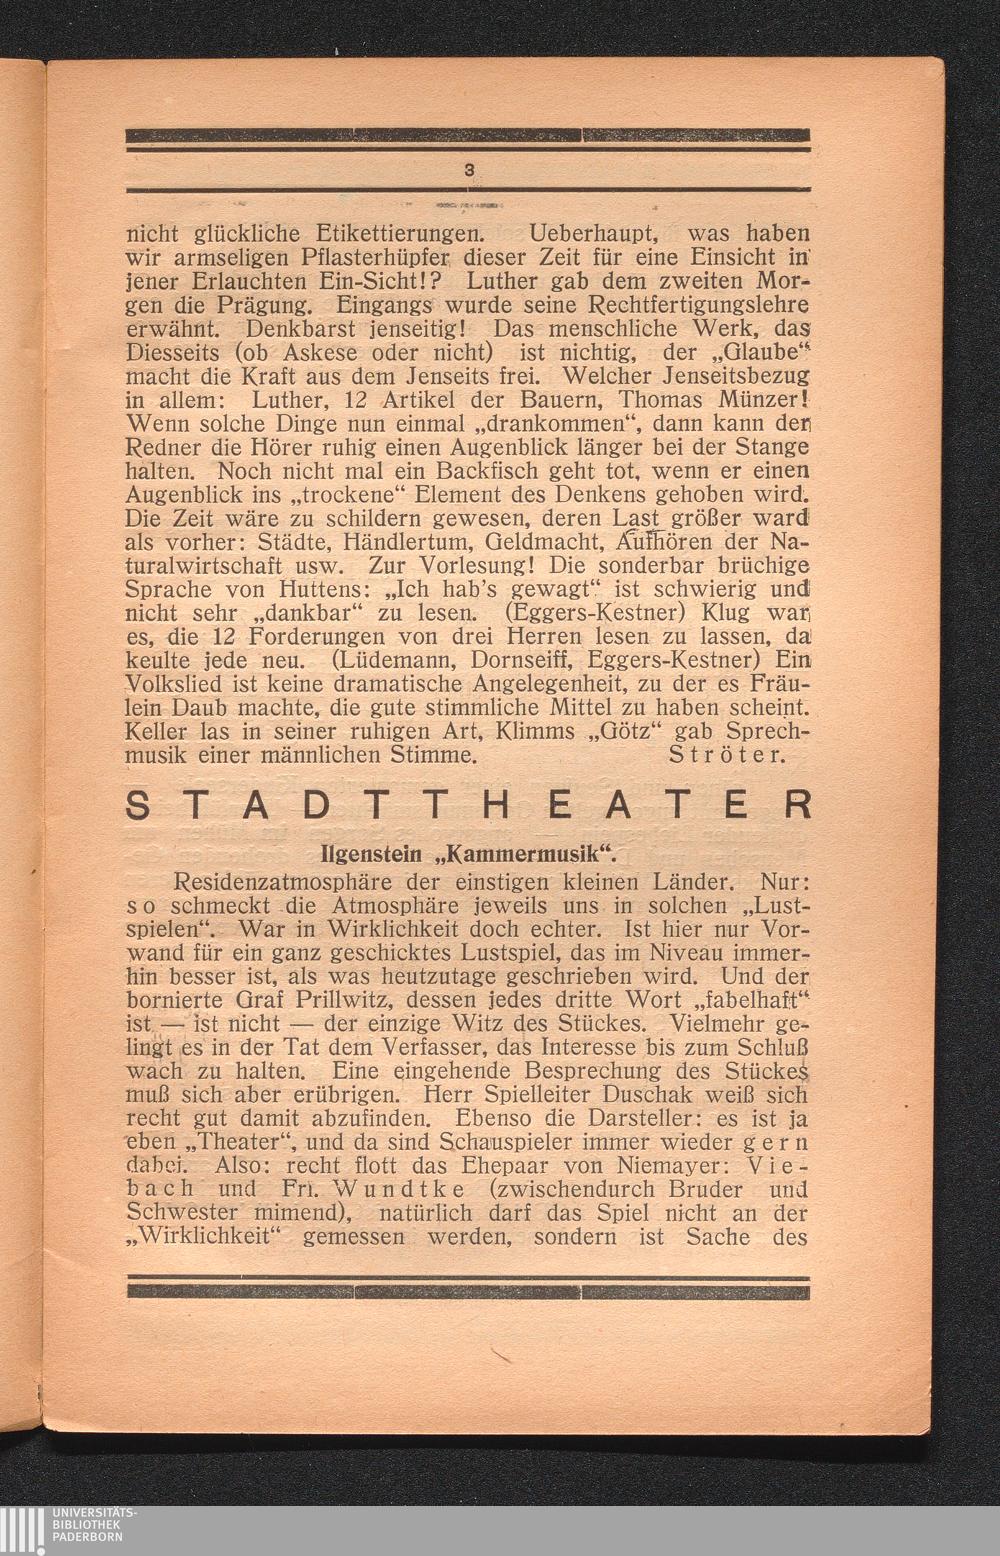 3
nicht glückliche Etikettierungen. Ueberhaupt, was haben
wir armseligen Pflasterhüpfer dieser Zeit für eine Einsicht in
jener Erlauchten Ein-Sicht!? Luther gab dem zweiten Mor-
gen die Prägung. Eingangs wurde seine Rechtfertigungslehre
erwähnt. Denkbarst jenseitig! Das menschliche Werk, das
Diesseits (ob Askese oder nicht) ist nichtig, der „Glaube“
macht die Kraft aus dem Jenseits frei. Welcher Jenseitsbezug
in allem: Luther, 12 Artikel der Bauern, Thomas Münzer!
Wenn solche Dinge nun einmal „drankommen“, dann kann der
Redner die Hörer ruhig einen Augenblick länger bei der Stange
halten. Noch nicht mal ein Backfisch geht tot, wenn er einen
Augenblick ins „trockene“ Element des Denkens gehoben wird.
Die Zeit wäre zu schildern gewesen, deren Last größer ward
als vorher: Städte, Händlertum, Geldmacht, Aufhören der Na-
turalwirtschaft usw. Zur Vorlesung! Die sonderbar brüchige
Sprache von Huttens: „Ich hab's gewagt“ ist schwierig und
nicht sehr „dankbar“ zu lesen. (Eggers-Kestner) Klug war
es, die 12 Forderungen von drei Herren lesen zu lassen, da
keulte jede neu. (Lüdemann, Dornseiff, Eggers-Kestner) Ein
Volkslied ist keine dramatische Angelegenheit, zu der es Fräu-
lein Daub machte, die gute stimmliche Mittel zu haben scheint.
Keller las in seiner ruhigen Art, Klimms „Götz“ gab Sprech-
musik einer männlichen Stimme. Ströter.
STADTTHEATER
Ilgenstein „Kammermusik“.
Residenzatmosphäre der einstigen kleinen Länder. Nur:
so schmeckt die Atmosphäre jeweils uns in solchen „Lust-
spielen“. War in Wirklichkeit doch echter. Ist hier nur Vor-
wand für ein ganz geschicktes Lustspiel, das im Niveau immer-
hin besser ist, als was heutzutage geschrieben wird. Und der
bornierte Graf Prillwitz, dessen jedes dritte Wort „fabelhaft“
ist — ist nicht — der einzige Witz des Stückes. Vielmehr ge-
lingt es in der Tat dem Verfasser, das Interesse bis zum Schluß
wach zu halten. Eine eingehende Besprechung des Stückes
muß sich aber erübrigen. Herr Spielleiter Duschak weiß sich
recht gut damit abzufinden. Ebenso die Darsteller: es ist ja
eben „Theater“, und da sind Schauspieler immer wieder gern
dabei. Also: recht flott das Ehepaar von Niemayer: Vie-
bach und Frl. Wundtke (zwischendurch Bruder und
Schwester mimend), natürlich darf das Spiel nicht an der
„Wirklichkeit“ gemessen werden, sondern ist Sache des
UNIVERSITÄTS-
BIBLIOTHEK
PADERBORN